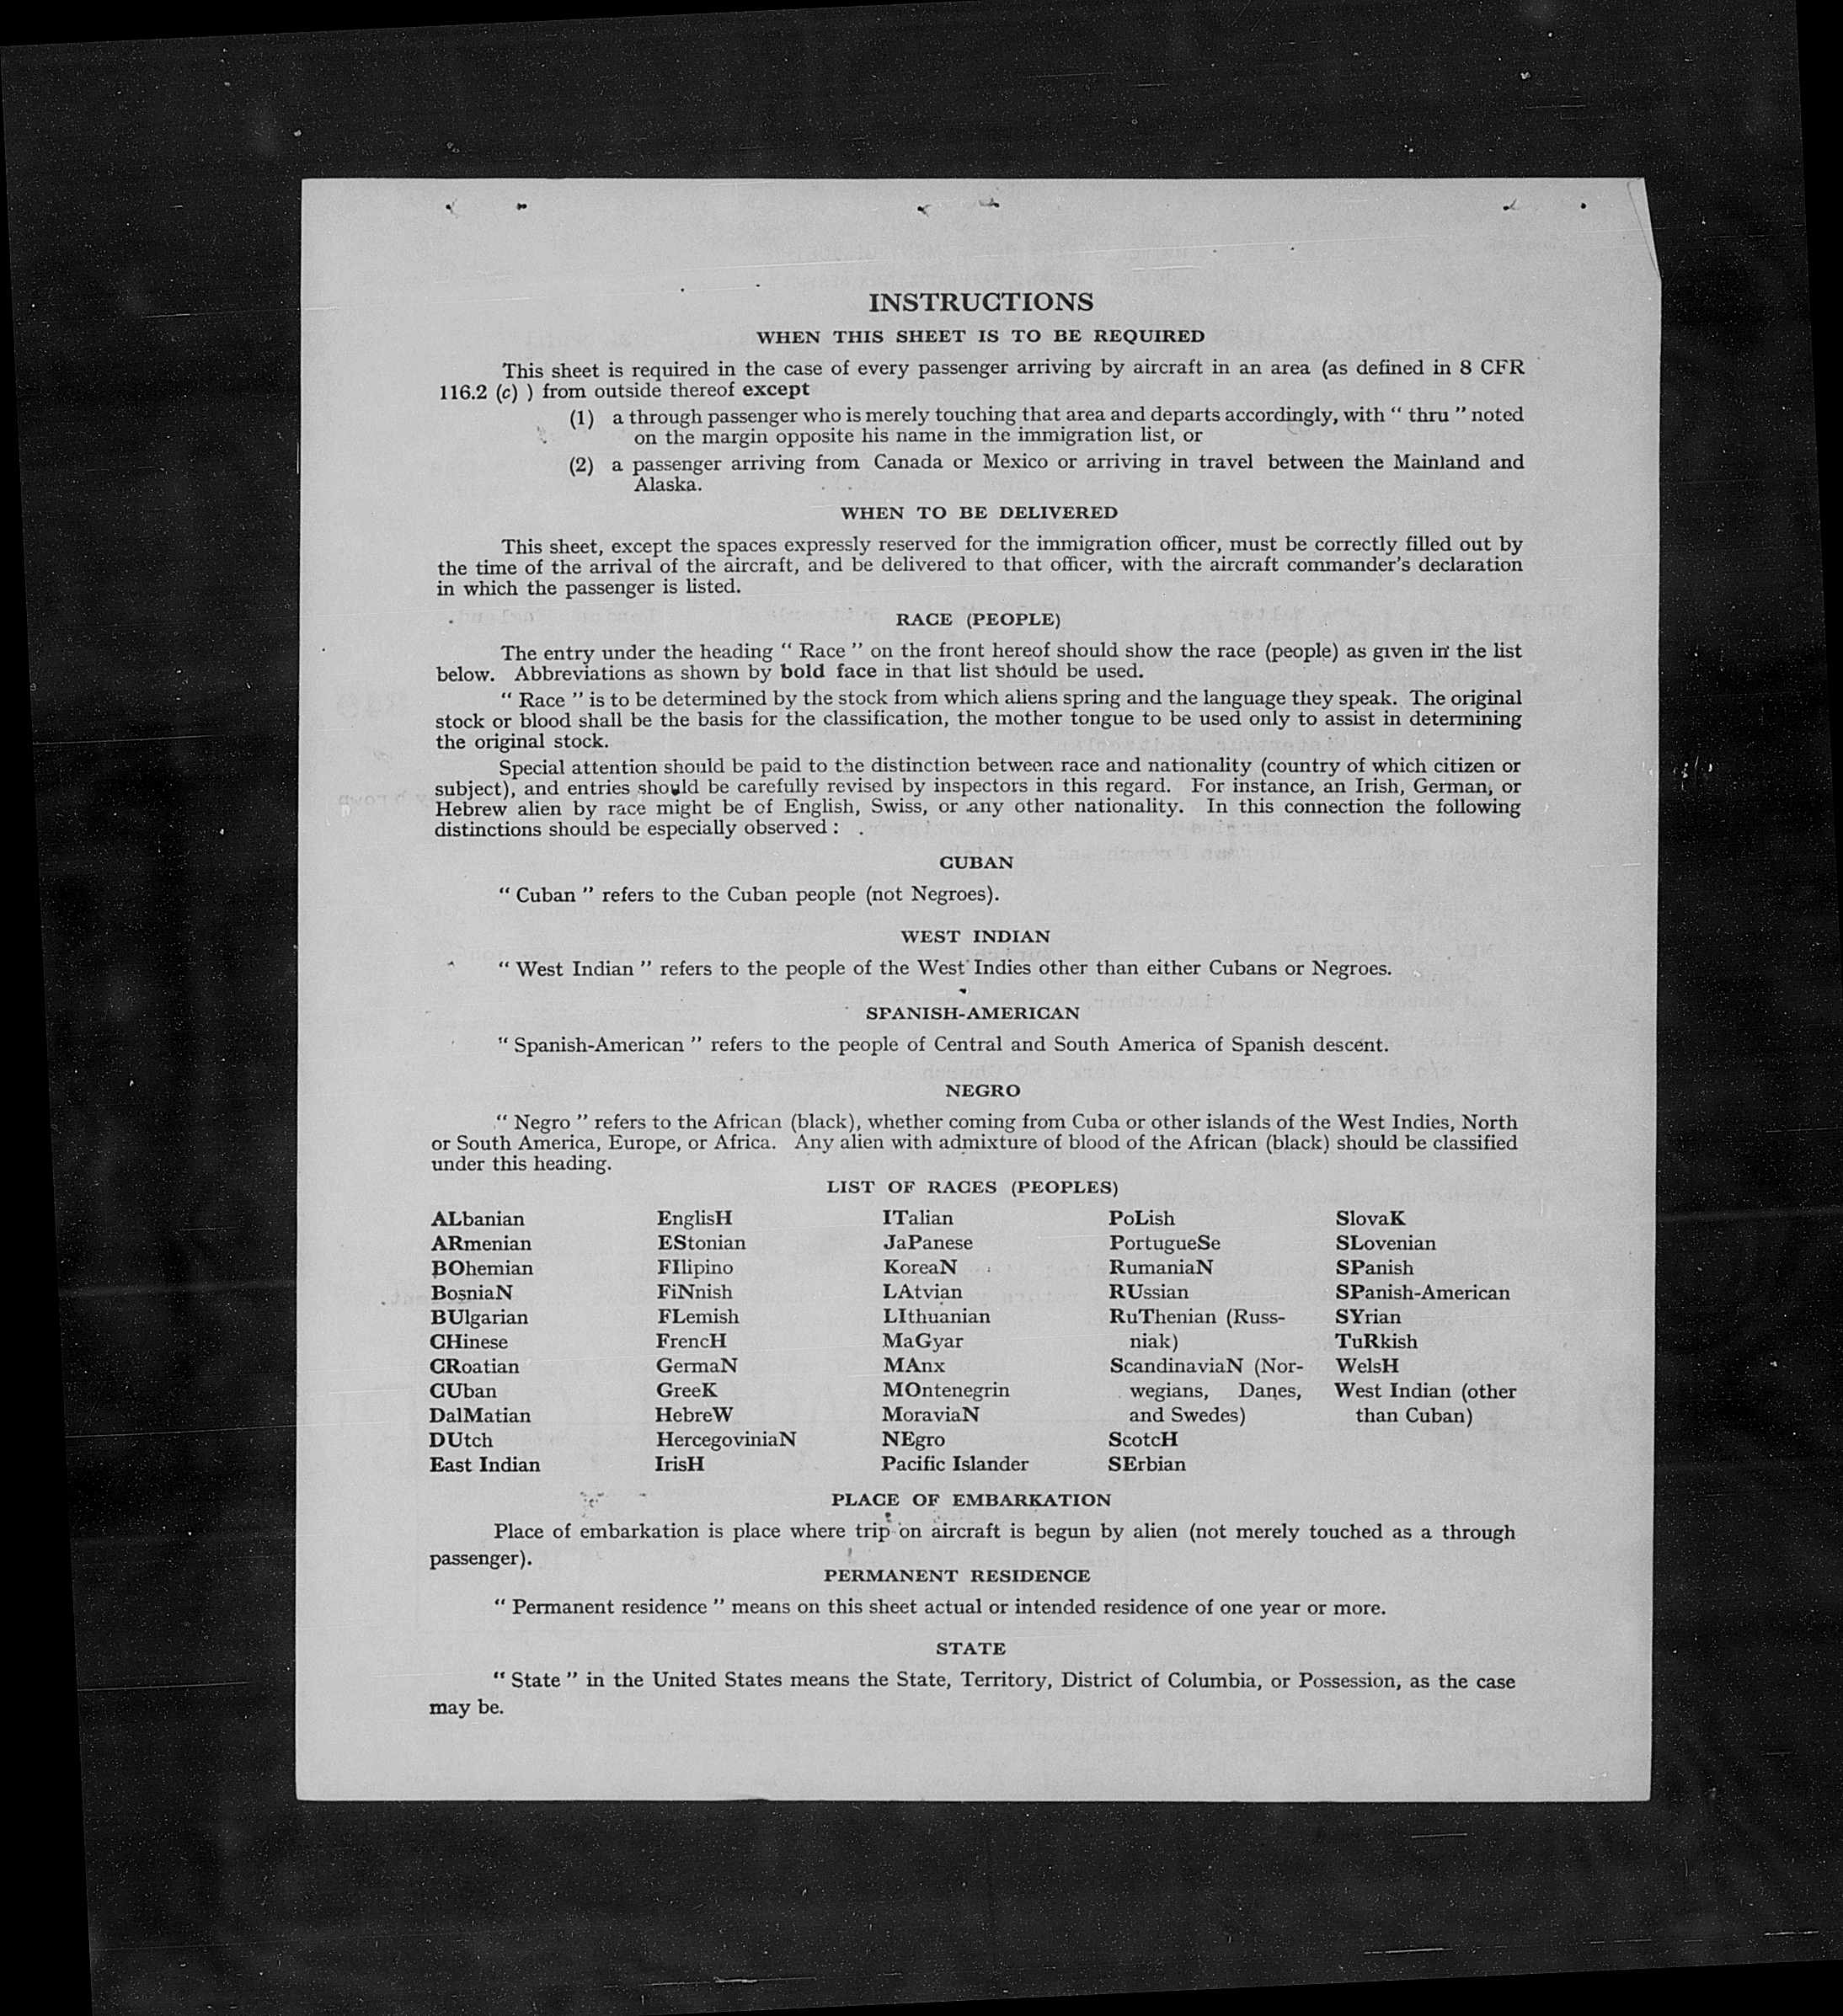 INSTRUCTIONS
WHEN THIS SHEET IS TO BE REQUIRED
This sheet is required in the case of every passenger arriving by aircraft in an area (as defined in 8 CFR
116.2 (c) ) from outside thereof except
(1) a through passenger who is merely touching that area and departs accordingly, with “ thru ” noted
on the margin opposite his name in the immigration list, or
(2) a passenger arriving from Canada or Mexico or arriving in travel between the Mainland and
Alaska.
WHEN TO BE DELIVERED
This sheet, except the spaces expressly reserved for the immigration officer, must be correctly filled out by
the time of the arrival of the aircraft, and be delivered to that officer, with the aircraft commander's declaration
in which the passenger is listed.
RACE (PEOPLE)
The entry under the heading “ Race ” on the front hereof should show the race (people) as given in the list
below. Abbreviations as shown by bold face in that list should be used.
“ Race ” is to be determined by the stock from which aliens spring and the language they speak. The original
stock or blood shall be the basis for the classification, the mother tongue to be used only to assist in determining
the original stock.
Special attention should be paid to the distinction between race and nationality (country of which citizen or
subject), and entries should be carefully revised by inspectors in this regard. For instance, an Irish, German, or
Hebrew alien by race might be of English, Swiss, or any other nationality. In this connection the following
distinctions should be especially observed :
CUBAN
“ Cuban ” refers to the Cuban people (not Negroes).
WEST INDIAN
“ West Indian ” refers to the people of the West Indies other than either Cubans or Negroes.
SPANISH-AMERICAN
“ Spanish-American ” refers to the people of Central and South America of Spanish descent.
NEGRO
“ Negro ” refers to the African (black), whether coming from Cuba or other islands of the West Indies, North
or South America, Europe, or Africa. Any alien with admixture of blood of the African (black) should be classified
under this heading.
LIST OF RACES (PEOPLES)
ALbanian
ARmenian
BOhemian
BosniaN
BUlgarian
CHinese
CRoatian
CUban
DalMatian
DUtch
East Indian
EnglisH
EStonian
FIlipino
FiNnish
FLemish
FrencH
GermaN
GreeK
HebreW
HercegoviniaN
IrisH
ITalian
JaPanese
KoreaN
LAtvian
LIthuanian
MaGyar
MAnx
MOntenegrin
MoraviaN
NEgro
Pacific Islander
PoLish
PortugueSe
RumaniaN
RUssian
RuThenian (Russ-
niak)
ScandinaviaN (Nor-
wegians, Danes,
and Swedes)
ScotcH
SErbian
SlovaK
SLovenian
SPanish
SPanish-American
SYrian
TuRkish
WelsH
West Indian (other
than Cuban)
PLACE OF EMBARKATION
Place of embarkation is place where trip on aircraft is begun by alien (not merely touched as a through
passenger).
PERMANENT RESIDENCE
“ Permanent residence ” means on this sheet actual or intended residence of one year or more.
STATE
“ State ” in the United States means the State, Territory, District of Columbia, or Possession, as the case
may be.